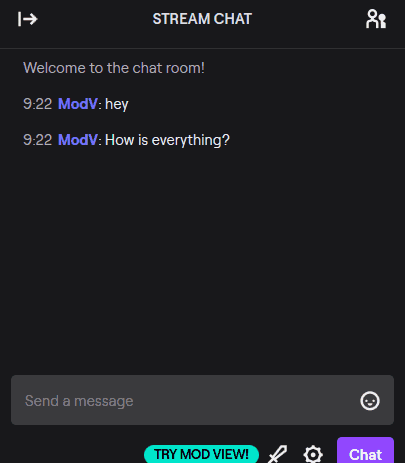 STREAM CHAT
Welcome to the chat room!
9:22 ModV: hey
9:22 ModV: How is everything?
Send a message
TRY MOD VIEW!
Chat